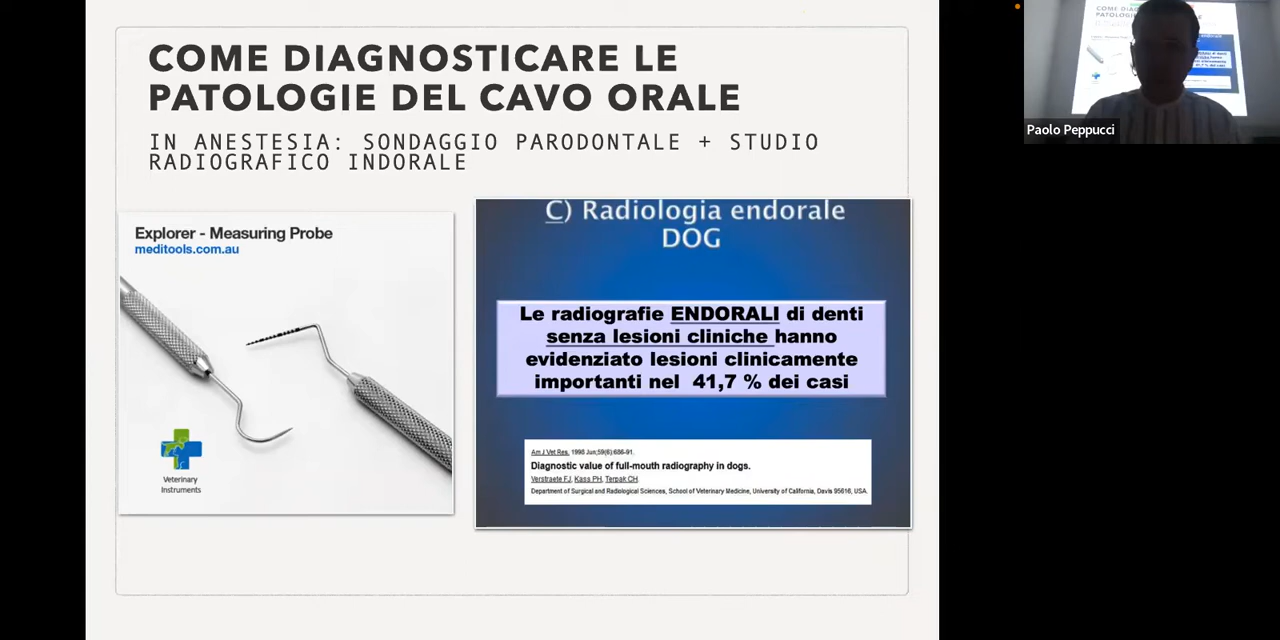 COME DIAGNOSTICARE LE
PATOLOGIE DEL CAVO ORALE
IN ANESTESIA: SONDAGGIO PARODONTALE + STUDIO
RADIOGRAFICO INDORALE
Explorer - Measuring Probe
meditools.com.au
Veterinary
Instruments
C) Radiologia endorale
DOG
Le radiografie ENDORALI di denti
senza lesioni cliniche hanno
evidenziato lesioni clinicamente
importanti nel 41,7 % dei casi
Am J Vet Res. 1998 Jun;59(6):686-91.
Diagnostic value of full-mouth radiography in dogs.
Verstraete FJ, Kass PH, Terpak CH.
Department of Surgical and Radiological Sciences, School of Veterinary Medicine, University of California, Davis 95616, USA.
Paolo Peppucci